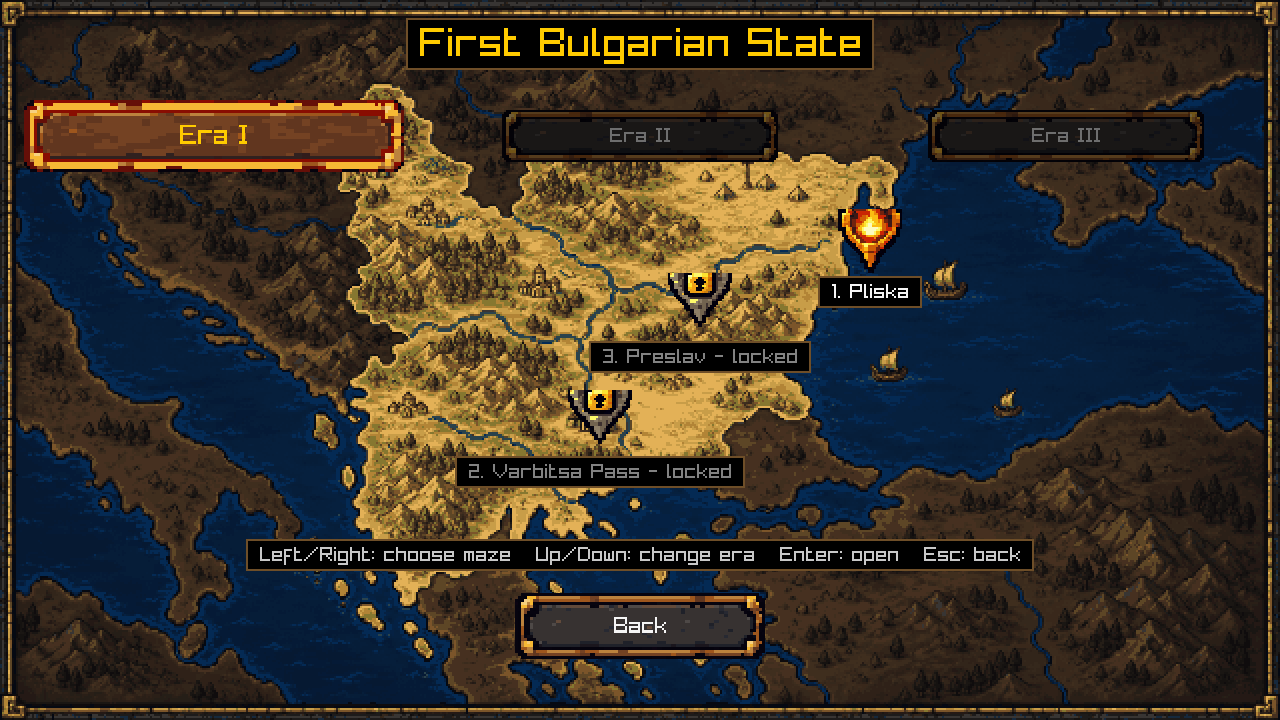 First Bulgarian State
Era I
Era II
Era III
1. Pliska
3. Preslav - locked
2. Varbitsa Pass - locked
Left/Right: choose maze Up/Down: change era Enter: open Esc: back
Back